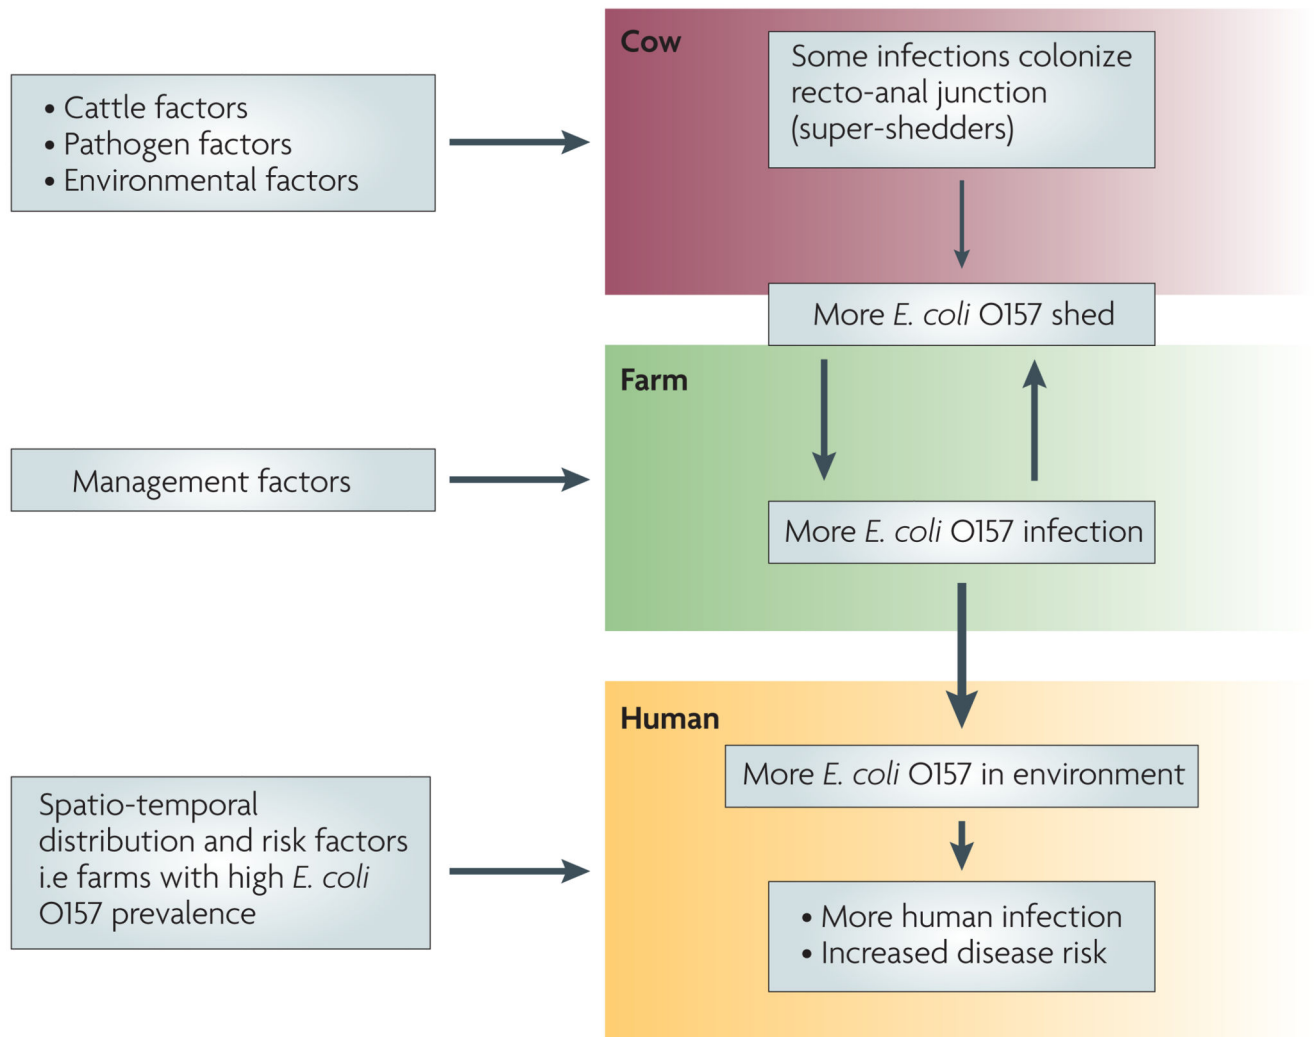 Cow
Some infections colonize
recto-anal junction
(super-shedders)
• Cattle factors
• Pathogen factors
• Environmental factors
More E. coli O157 shed
Farm
Management factors
More E. coli O157 infection
Human
More E. coli O157 in environment
Spatio-temporal
distribution and risk factors
i.e farms with high E. coli
O157 prevalence
• More human infection
• Increased disease risk